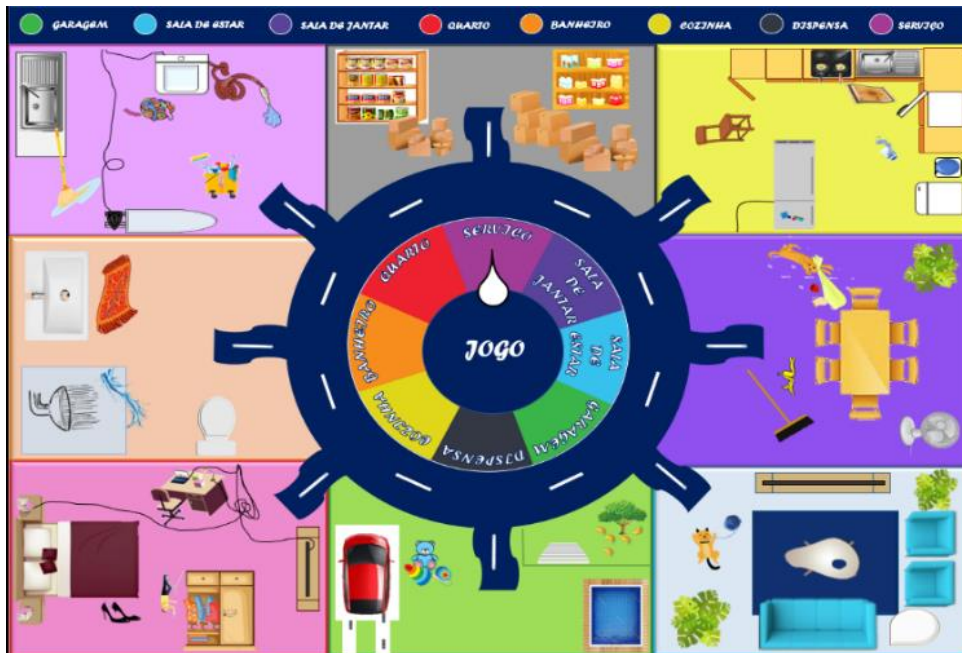 GARAGEM SALA DE ESTAR SALA DE JANTAR QUARTO BANHEIRO COZINHA DISPENSA SERVIÇO
SERVIÇO
SALA DE JANTAR
SALA DE ESTAR
GARAGEM
DISPENSA
COZINHA
BANHEIRO
QUARTO
JOGO